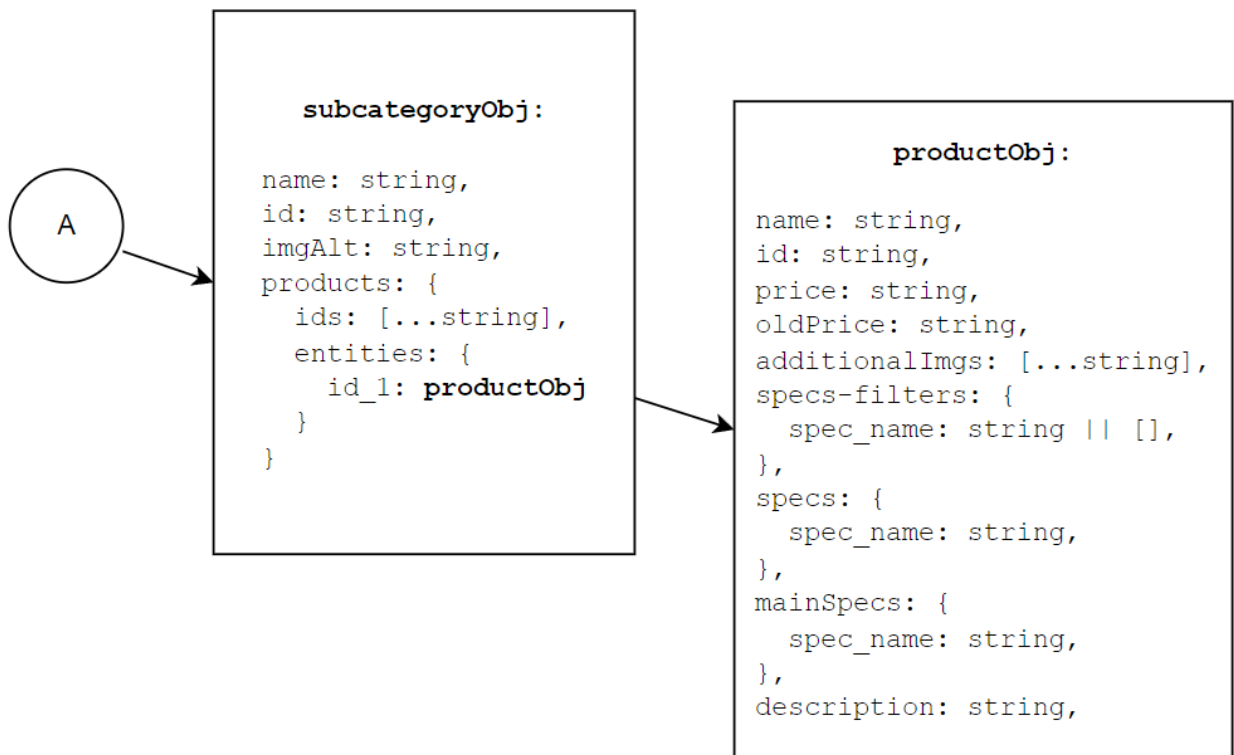 A
subcategoryObj:
name: string,
id: string,
imgAlt: string,
products: {
ids: [...string],
entities: {
id_1: productObj
}
}
productObj:
name: string,
id: string,
price: string,
oldPrice: string,
additionalImgs: [...string],
specs-filters: {
spec_name: string || [],
},
specs: {
spec_name: string,
},
mainSpecs: {
spec_name: string,
},
description: string,